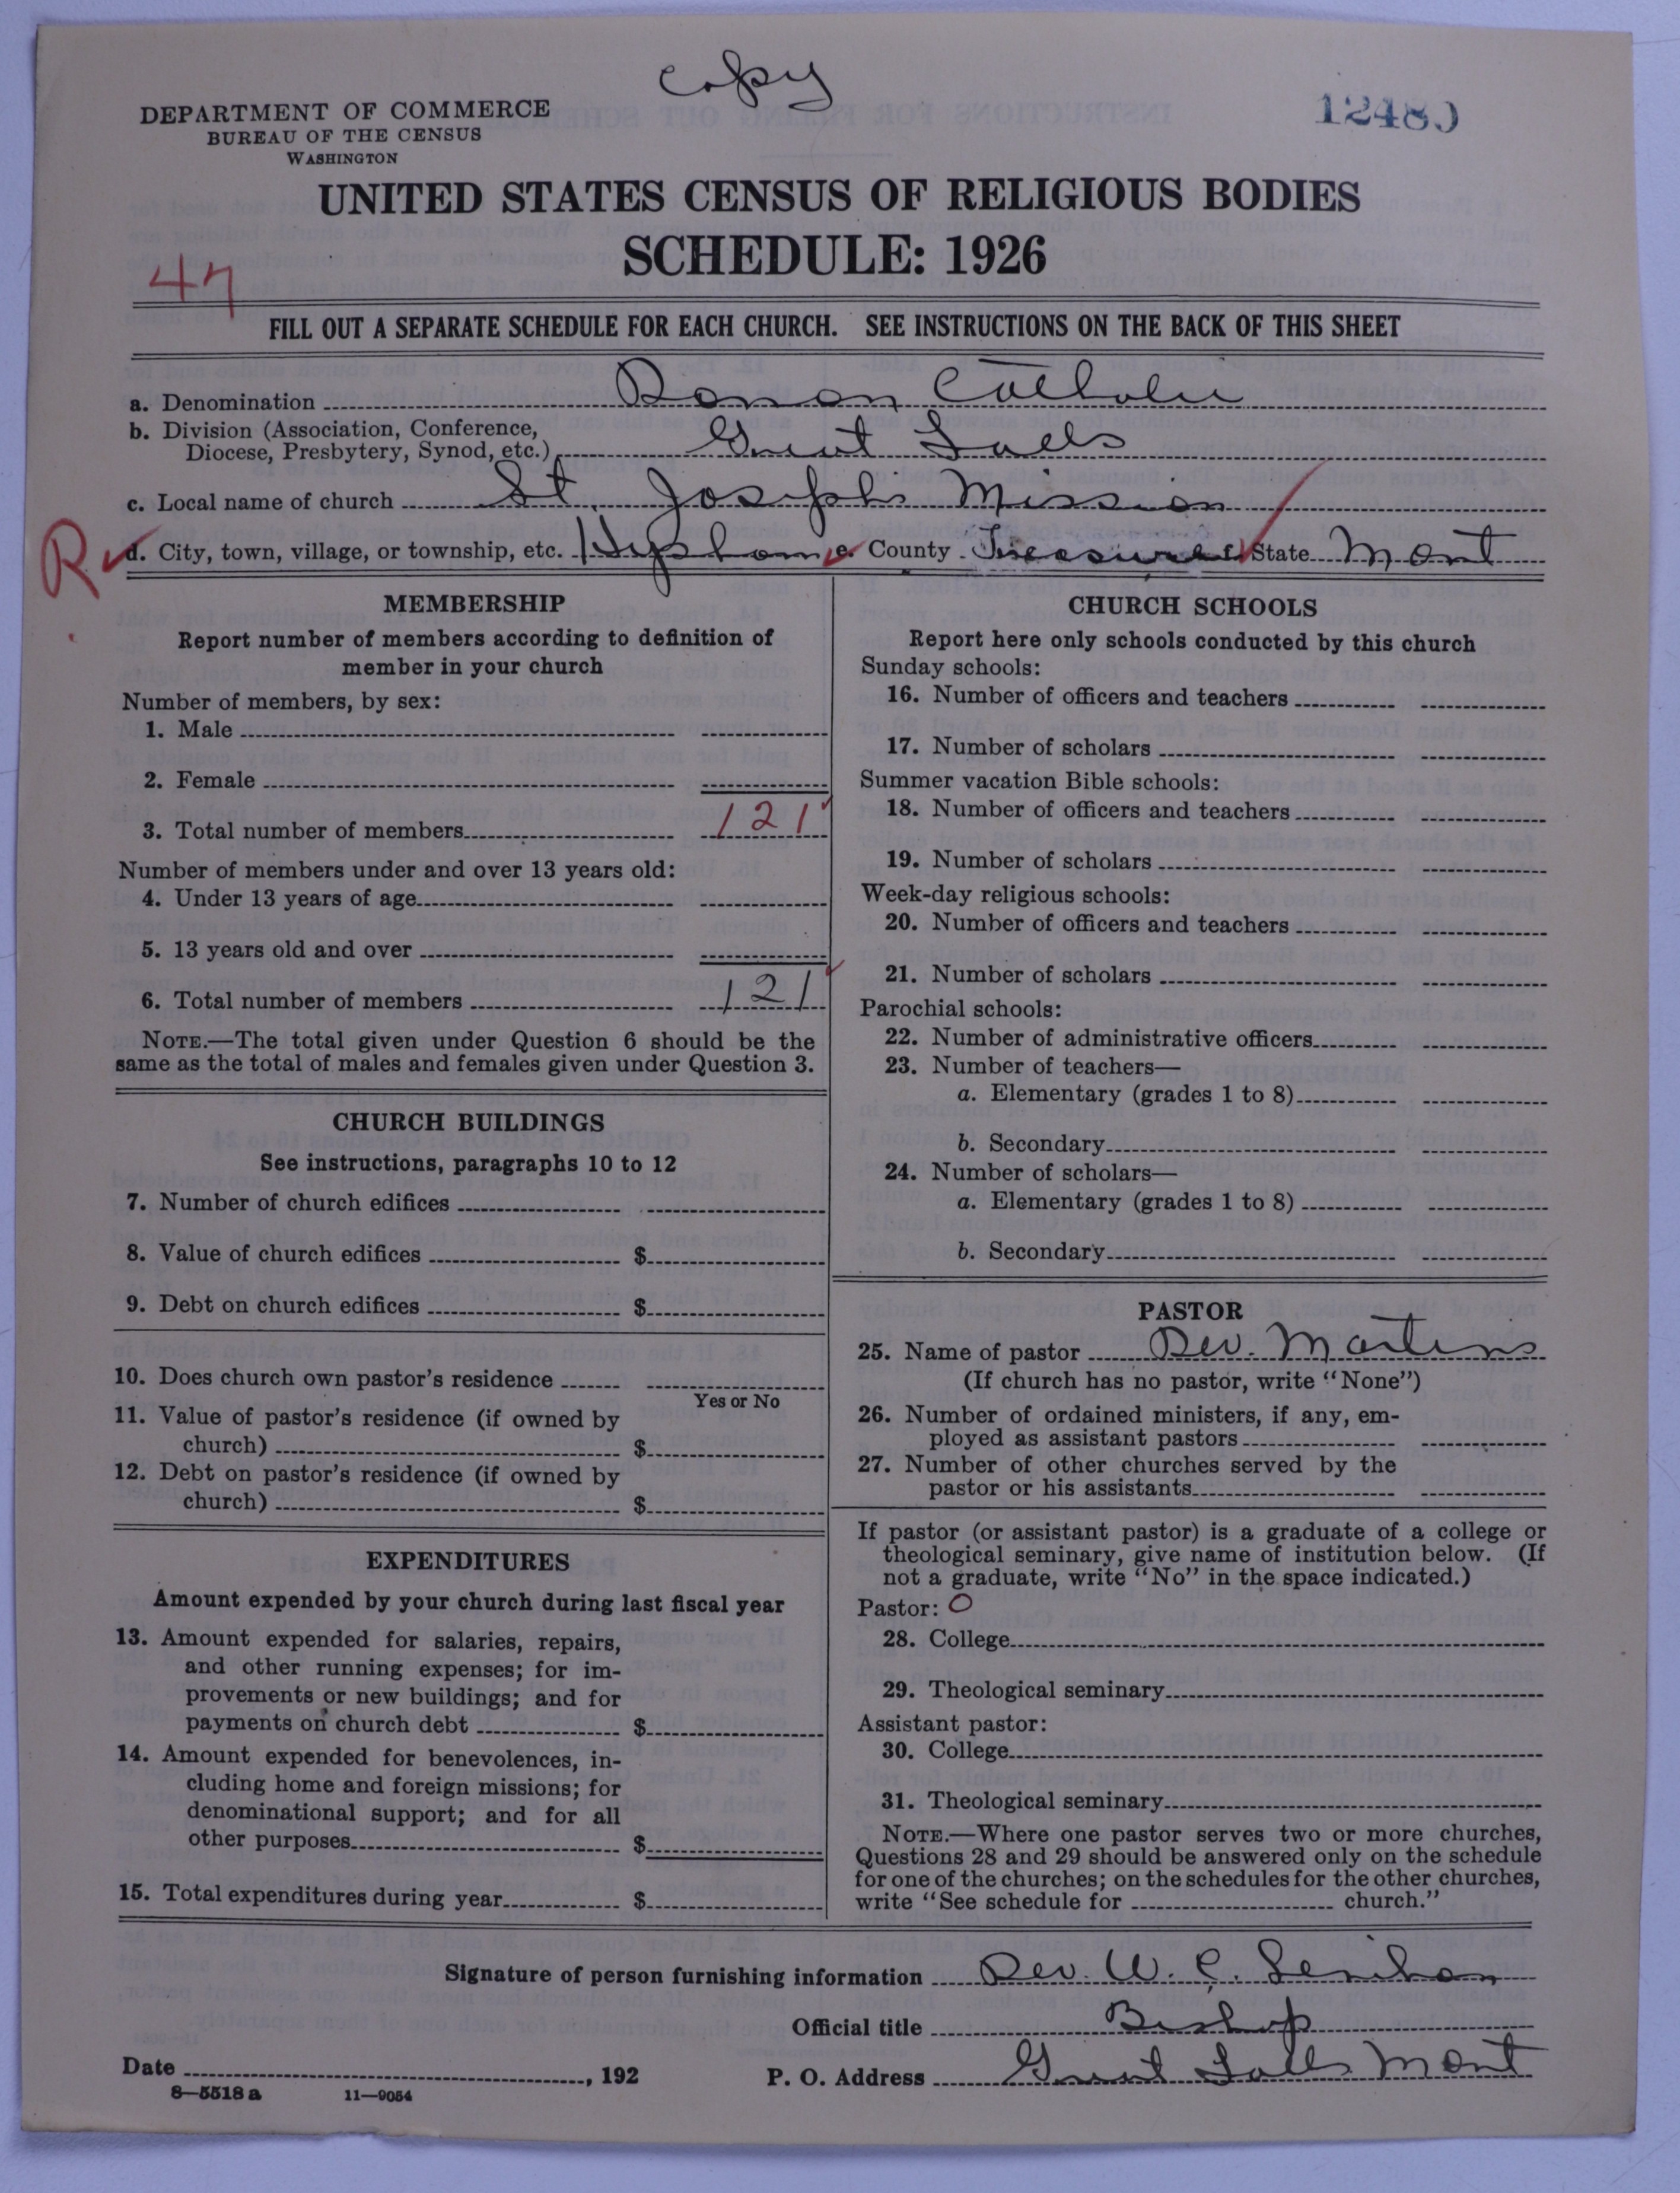 copy
12480
DEPARTMENT OF COMMERCE
BUREAU OF THE CENSUS
WASHINGTON
UNITED STATES CENSUS OF RELIGIOUS BODIES
SCHEDULE: 1926
47
FILL OUT A SEPARATE SCHEDULE FOR EACH CHURCH. SEE INSTRUCTIONS ON THE BACK OF THIS SHEET
a. Denomination Roman Catholic
b. Division (Association, Conference,
Diocese, Presbytery, Synod, etc.) Great Falls
c. Local name of church St. Josephs Mission
R d. City, town, village, or township, etc. Hysham e. County Treasure f. State Mont
MEMBERSHIP
Report number of members according to definition of
member in your church
Number of members, by sex:
1. Male
2. Female
3. Total number of members 121
Number of members under and over 13 years old:
4. Under 13 years of age
5. 13 years old and over
6. Total number of members 121
NOTE.—The total given under Question 6 should be the
same as the total of males and females given under Question 3.
CHURCH BUILDINGS
See instructions, paragraphs 10 to 12
7. Number of church edifices
8. Value of church edifices $
9. Debt on church edifices $
10. Does church own pastor's residence
Yes or No
11. Value of pastor's residence (if owned by
church) $
12. Debt on pastor's residence (if owned by
church) $
EXPENDITURES
Amount expended by your church during last fiscal year
13. Amount expended for salaries, repairs,
and other running expenses; for im-
provements or new buildings; and for
payments on church debt $
14. Amount expended for benevolences, in-
cluding home and foreign missions; for
denominational support; and for all
other purposes $
15. Total expenditures during year $
CHURCH SCHOOLS
Report here only schools conducted by this church
Sunday schools:
16. Number of officers and teachers
17. Number of scholars
Summer vacation Bible schools:
18. Number of officers and teachers
19. Number of scholars
Week-day religious schools:
20. Number of officers and teachers
21. Number of scholars
Parochial schools:
22. Number of administrative officers
23. Number of teachers—
a. Elementary (grades 1 to 8)
b. Secondary
24. Number of scholars—
a. Elementary (grades 1 to 8)
b. Secondary
PASTOR
25. Name of pastor Rev. Martens
(If church has no pastor, write "None")
26. Number of ordained ministers, if any, em-
ployed as assistant pastors
27. Number of other churches served by the
pastor or his assistants
If pastor (or assistant pastor) is a graduate of a college or
theological seminary, give name of institution below. (If
not a graduate, write "No" in the space indicated.)
Pastor: O
28. College
29. Theological seminary
Assistant pastor:
30. College
31. Theological seminary
NOTE.—Where one pastor serves two or more churches,
Questions 28 and 29 should be answered only on the schedule
for one of the churches; on the schedules for the other churches,
write "See schedule for church."
Signature of person furnishing information Rev. W. C. Lenihan
Official title Bishop
Date , 192 P. O. Address Great Falls Mont
8—5518 a 11—9054